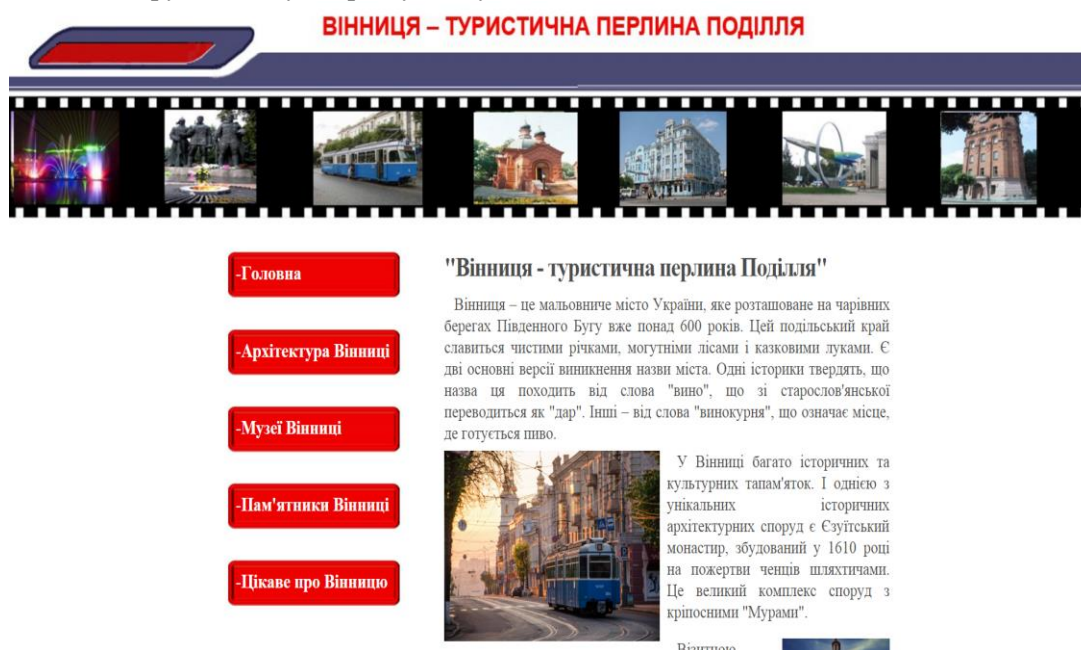 ВІННИЦЯ – ТУРИСТИЧНА ПЕРЛИНА ПОДІЛЛЯ
-Головна
-Архітектура Вінниці
-Музеї Вінниці
-Пам'ятники Вінниці
-Цікаве про Вінницю
"Вінниця - туристична перлина Поділля"
Вінниця – це мальовниче місто України, яке розташоване на чарівних
берегах Південного Бугу вже понад 600 років. Цей подільський край
славиться чистими річками, могутніми лісами і казковими луками. Є
дві основні версії виникнення назви міста. Одні історики твердять, що
назва ця походить від слова "вино", що зі старослов'янської
переводиться як "дар". Інші – від слова "винокурня", що означає місце,
де готується пиво.
У Вінниці багато історичних та
культурних тапам'яток. І однією з
унікальних історичних
архітектурних споруд є Єзуїтський
монастир, збудований у 1610 році
на пожертви ченців шляхтичами.
Це великий комплекс споруд з
кріпосними "Мурами".
Візитною